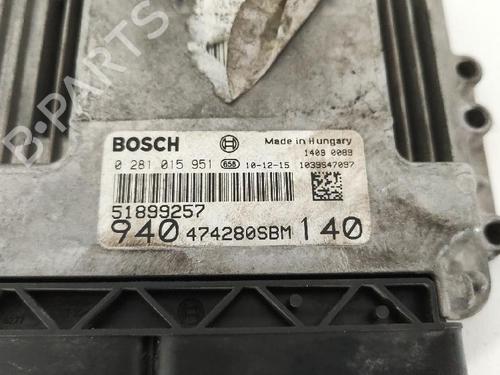 BOSCH
Made in Hungary
1409 0089
0 281 015 951 658 10-12-15 1039S47097
51899257
940 474280SBM 140
B-PARTS